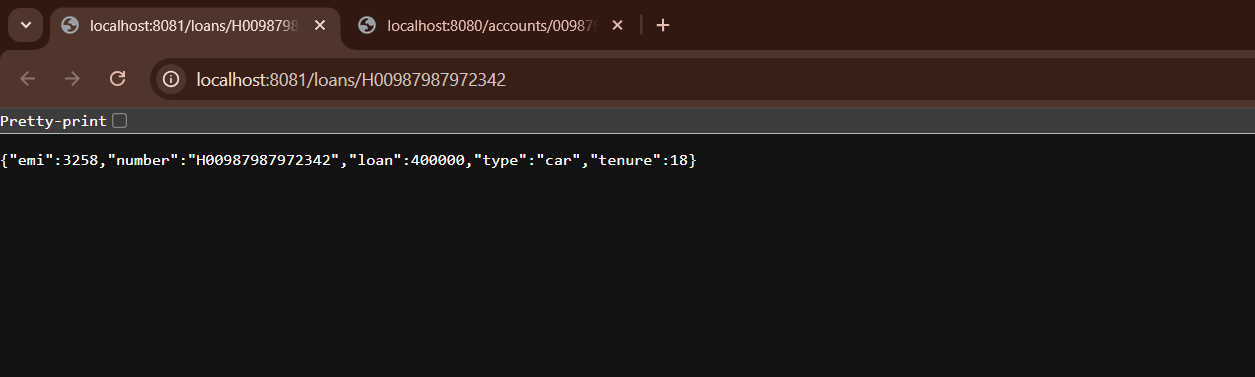 localhost:8081/loans/H0098798
localhost:8080/accounts/00987
localhost:8081/loans/H00987987972342
Pretty-print
{"emi":3258,"number":"H00987987972342","loan":400000,"type":"car","tenure":18}